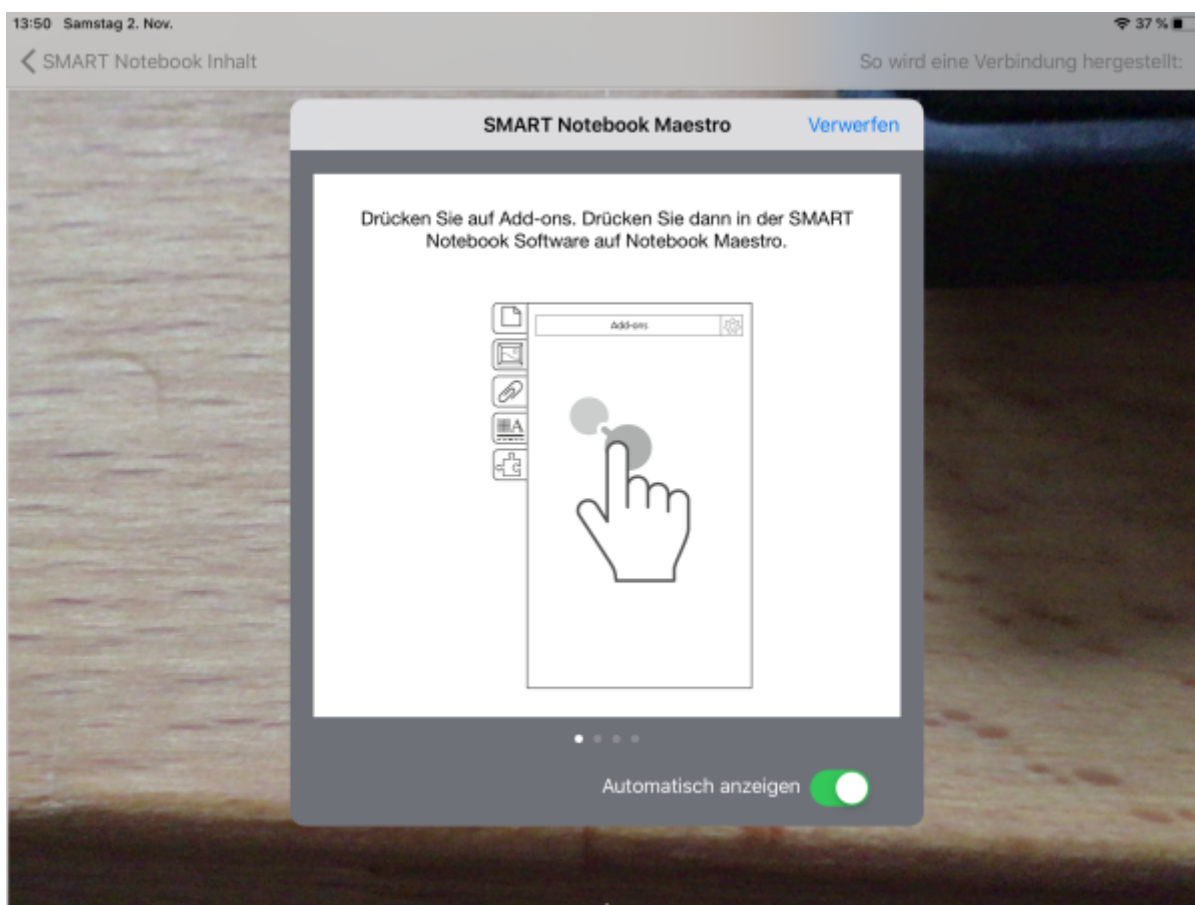 13:50 Samstag 2. Nov.
37 %
SMART Notebook Inhalt
So wird eine Verbindung hergestellt:
SMART Notebook Maestro
Verwerfen
Drücken Sie auf Add-ons. Drücken Sie dann in der SMART
Notebook Software auf Notebook Maestro.
Add-ons
A
Automatisch anzeigen